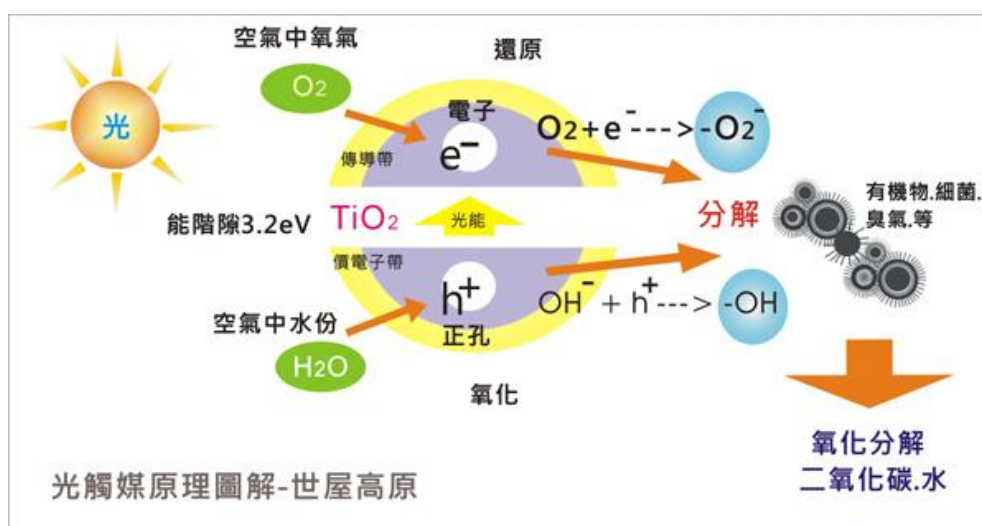 空氣中氧氣
O2
還原
光
電子
e-
傳導帶
O2+e- ---> -O2-
能階隙3.2eV
TiO2
光能
分解
有機物.細菌.
臭氣.等
價電子帶
h+
正孔
OH- + h+ ---> -OH
空氣中水份
H2O
氧化
氧化分解
二氧化碳.水
光觸媒原理圖解-世屋高原